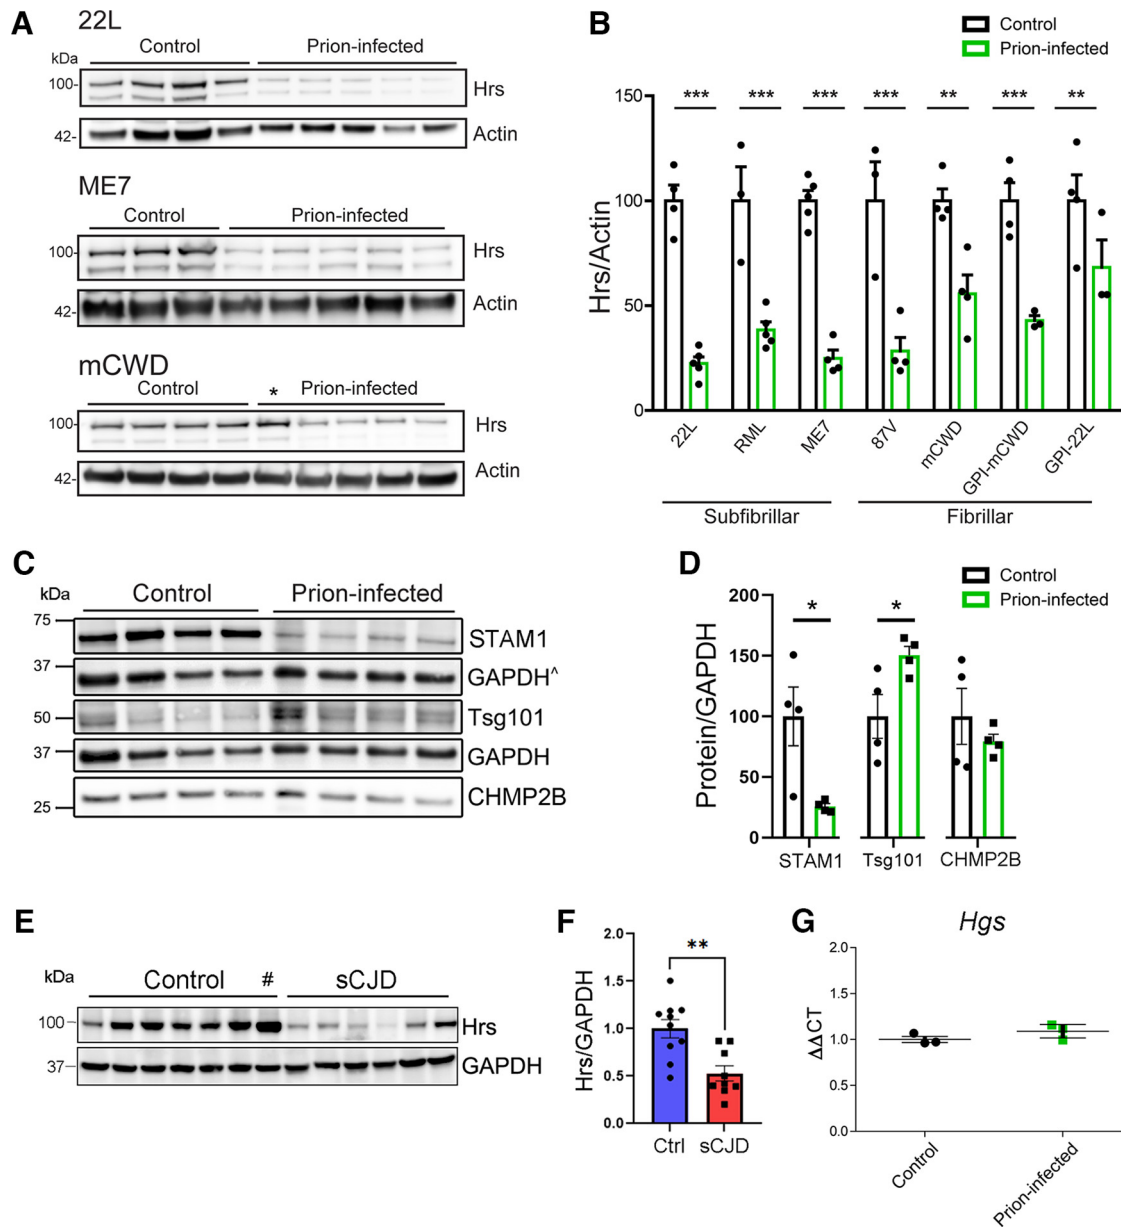 A
22L
Control Prion-infected
kDa
100- Hrs
42- Actin
ME7
Control Prion-infected
100- Hrs
42- Actin
mCWD
Control * Prion-infected
100- Hrs
42- Actin
B
Control
Prion-infected
*** *** *** *** ** *** **
Hrs/Actin
150
100
50
0
22L RML ME7 87V mCWD GPI-mCWD GPI-22L
Subfibrillar Fibrillar
C
kDa Control Prion-infected
75 STAM1
37 GAPDH^
50 Tsg101
37 GAPDH
25 CHMP2B
D
Control
Prion-infected
* *
Protein/GAPDH
200
150
100
50
0
STAM1 Tsg101 CHMP2B
E
kDa Control # sCJD
100 Hrs
37 GAPDH
F
**
Hrs/GAPDH
2.0
1.5
1.0
0.5
0.0
Ctrl sCJD
G
Hgs
ΔΔCT
2.0
1.5
1.0
0.5
0.0
Control Prion-infected